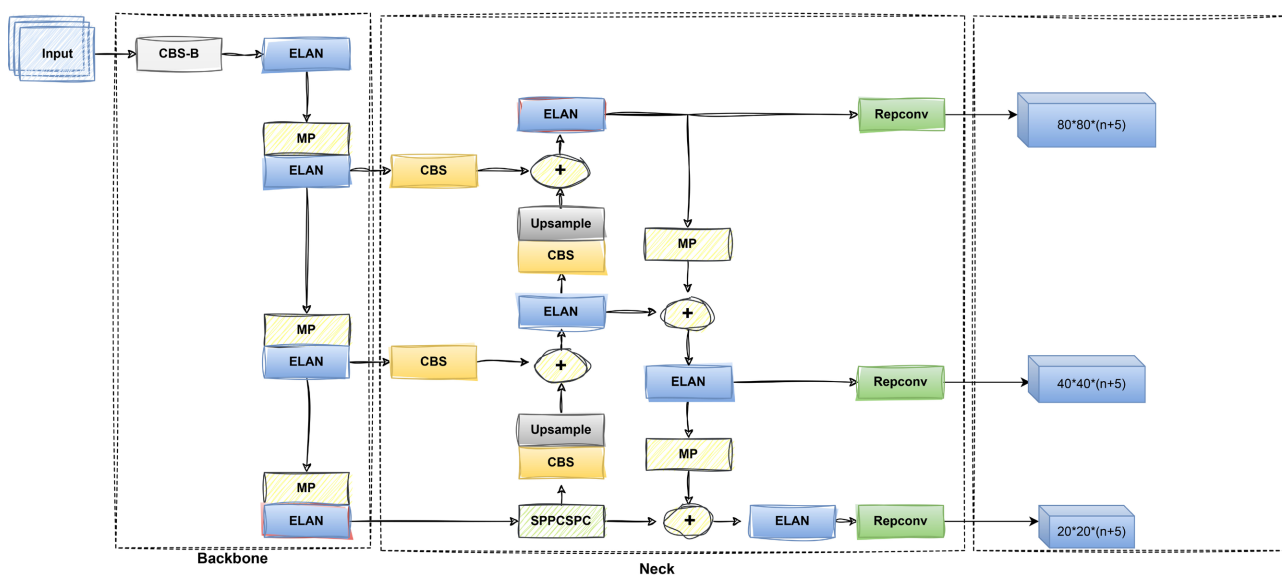 Input
CBS-B
ELAN
MP
ELAN
CBS
+
ELAN
Repconv
80*80*(n+5)
Upsample
CBS
MP
ELAN
+
MP
ELAN
CBS
+
ELAN
Repconv
40*40*(n+5)
Upsample
CBS
MP
MP
ELAN
SPPCSPC
+
ELAN
Repconv
20*20*(n+5)
Backbone
Neck